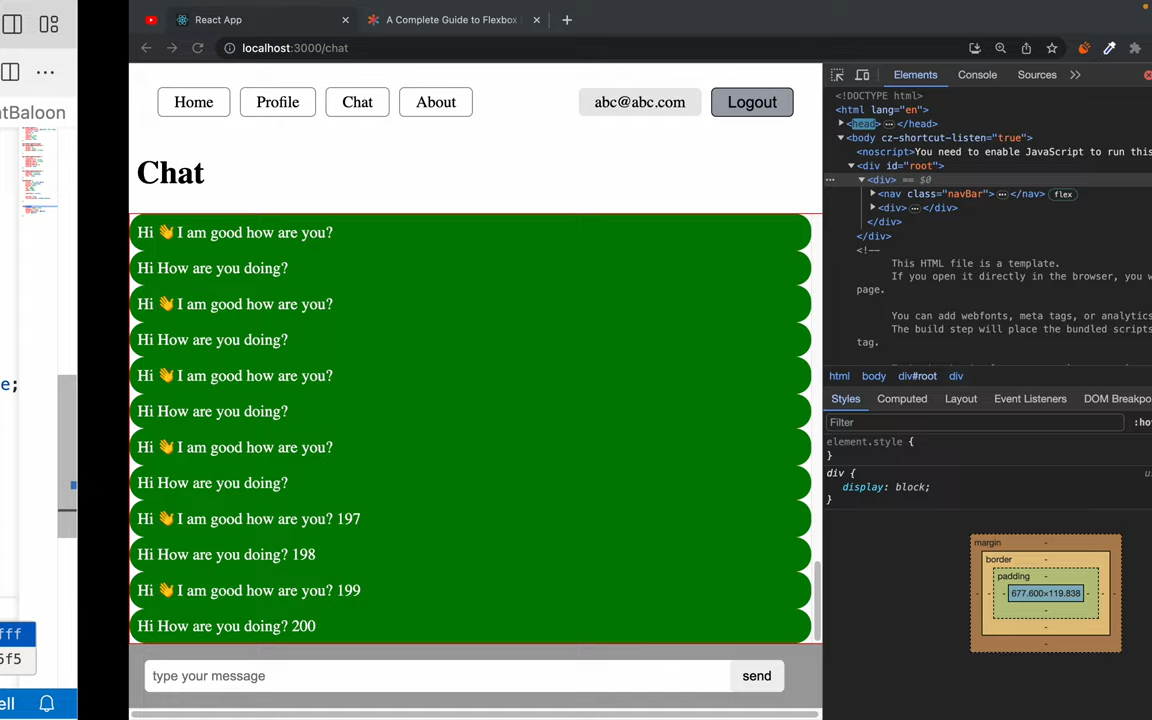 React App
A Complete Guide to Flexbox
localhost:3000/chat
tBaloon
e;
fff
5f5
ell
Home
Profile
Chat
About
abc@abc.com
Logout
Chat
Hi 👋 I am good how are you?
Hi How are you doing?
Hi 👋 I am good how are you?
Hi How are you doing?
Hi 👋 I am good how are you?
Hi How are you doing?
Hi 👋 I am good how are you?
Hi How are you doing?
Hi 👋 I am good how are you? 197
Hi How are you doing? 198
Hi 👋 I am good how are you? 199
Hi How are you doing? 200
type your message
send
Elements
Console
Sources
<!DOCTYPE html>
<html lang="en">
<head> ⋯ </head>
<body cz-shortcut-listen="true">
<noscript>You need to enable JavaScript to run this
<div id="root">
<div> == $0
<nav class="navBar"> ⋯ </nav> flex
<div> ⋯ </div>
</div>
</div>
<!--
This HTML file is a template.
If you open it directly in the browser, you w
page.
You can add webfonts, meta tags, or analytics
The build step will place the bundled scripts
tag.
html body div#root div
Styles
Computed
Layout
Event Listeners
DOM Breakpo
Filter
:ho
element.style {
}
div {
display: block;
}
margin -
border -
padding -
677.600×119.838